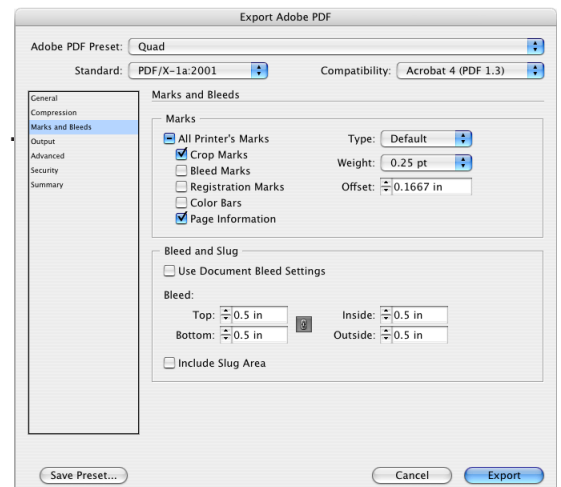 Export Adobe PDF
Adobe PDF Preset: Quad
Standard: PDF/X-1a:2001 Compatibility: Acrobat 4 (PDF 1.3)
General
Compression
Marks and Bleeds
Output
Advanced
Security
Summary
Marks and Bleeds
Marks
All Printer's Marks Type: Default
Crop Marks
Bleed Marks Weight: 0.25 pt
Registration Marks Offset: 0.1667 in
Color Bars
Page Information
Bleed and Slug
Use Document Bleed Settings
Bleed:
Top: 0.5 in Inside: 0.5 in
Bottom: 0.5 in Outside: 0.5 in
Include Slug Area
Save Preset... Cancel Export